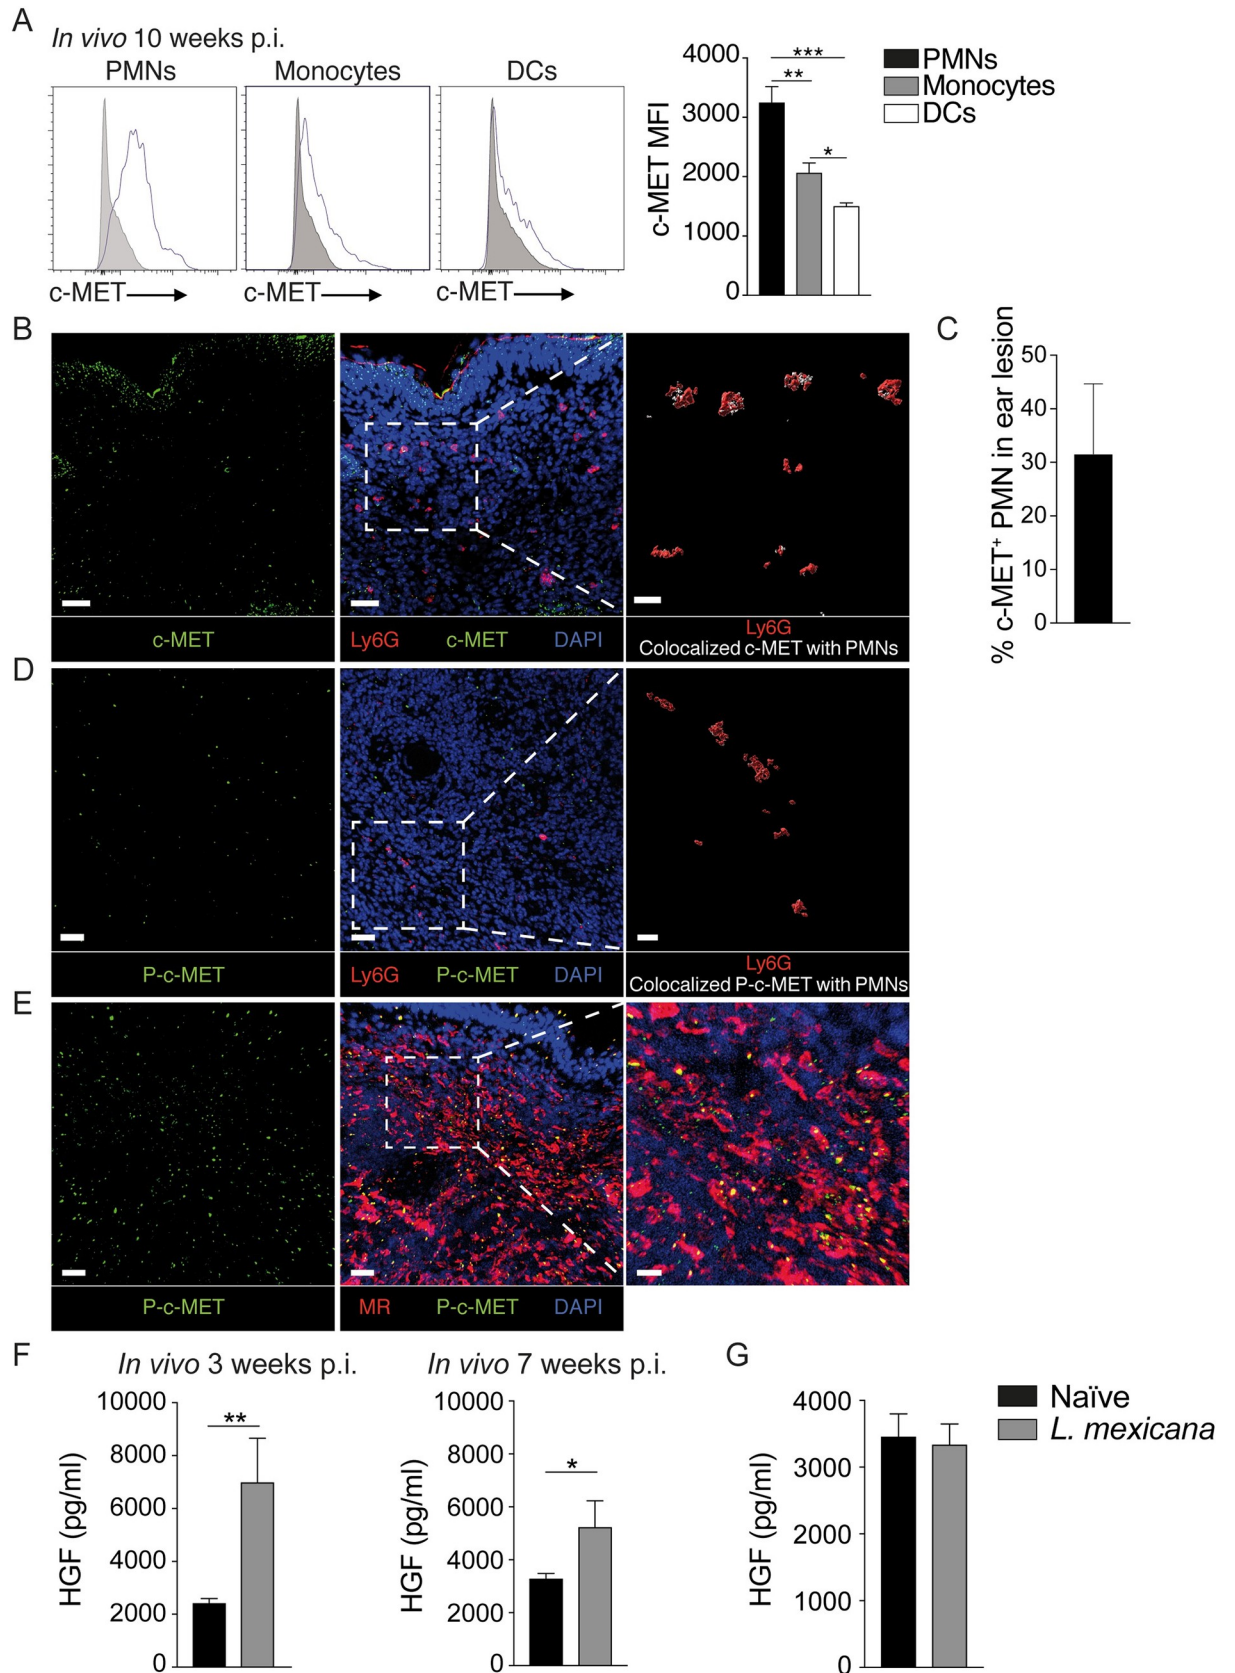 A
In vivo 10 weeks p.i.
PMNs Monocytes DCs
c-MET c-MET c-MET
c-MET MFI
4000
3000
2000
1000
0
***
**
*
PMNs
Monocytes
DCs
B
c-MET
Ly6G c-MET DAPI
Ly6G
Colocalized c-MET with PMNs
C
% c-MET+ PMN in ear lesion
50
40
30
20
10
0
D
P-c-MET
Ly6G P-c-MET DAPI
Ly6G
Colocalized P-c-MET with PMNs
E
P-c-MET
MR P-c-MET DAPI
F
In vivo 3 weeks p.i.
HGF (pg/ml)
10000
8000
6000
4000
2000
0
**
In vivo 7 weeks p.i.
HGF (pg/ml)
10000
8000
6000
4000
2000
0
*
G
HGF (pg/ml)
4000
3000
2000
1000
0
Naïve
L. mexicana